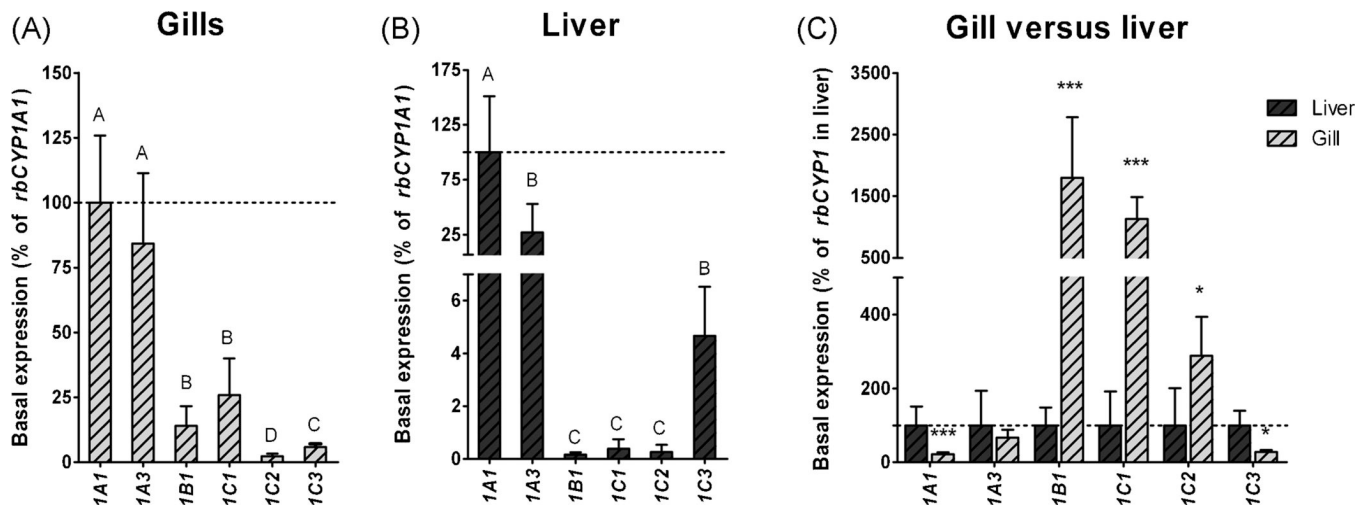 (A) Gills
Basal expression (% of rbCYP1A1)
150
125
100
75
50
25
0
A
A
B
B
D
C
1A1
1A3
1B1
1C1
1C2
1C3
(B) Liver
Basal expression (% of rbCYP1A1)
175
125
75
25
6
4
2
0
A
B
C
C
C
B
1A1
1A3
1B1
1C1
1C2
1C3
(C) Gill versus liver
Basal expression (% of rbCYP1 in liver)
3500
2500
1500
500
400
200
0
***
***
***
*
*
1A1
1A3
1B1
1C1
1C2
1C3
Liver
Gill